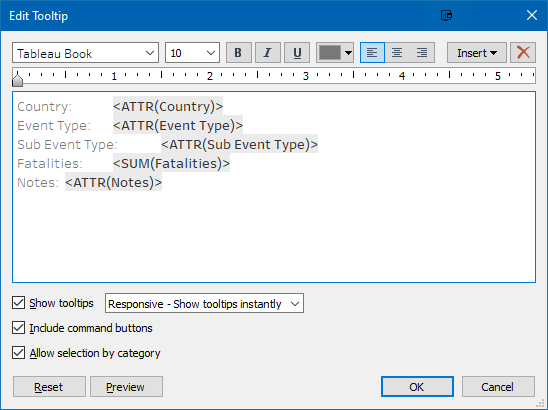 Edit Tooltip
Tableau Book 10 B I U Insert
1 2 3 4 5
Country: <ATTR(Country)>
Event Type: <ATTR(Event Type)>
Sub Event Type: <ATTR(Sub Event Type)>
Fatalities: <SUM(Fatalities)>
Notes: <ATTR(Notes)>
Show tooltips Responsive - Show tooltips instantly
Include command buttons
Allow selection by category
Reset Preview OK Cancel